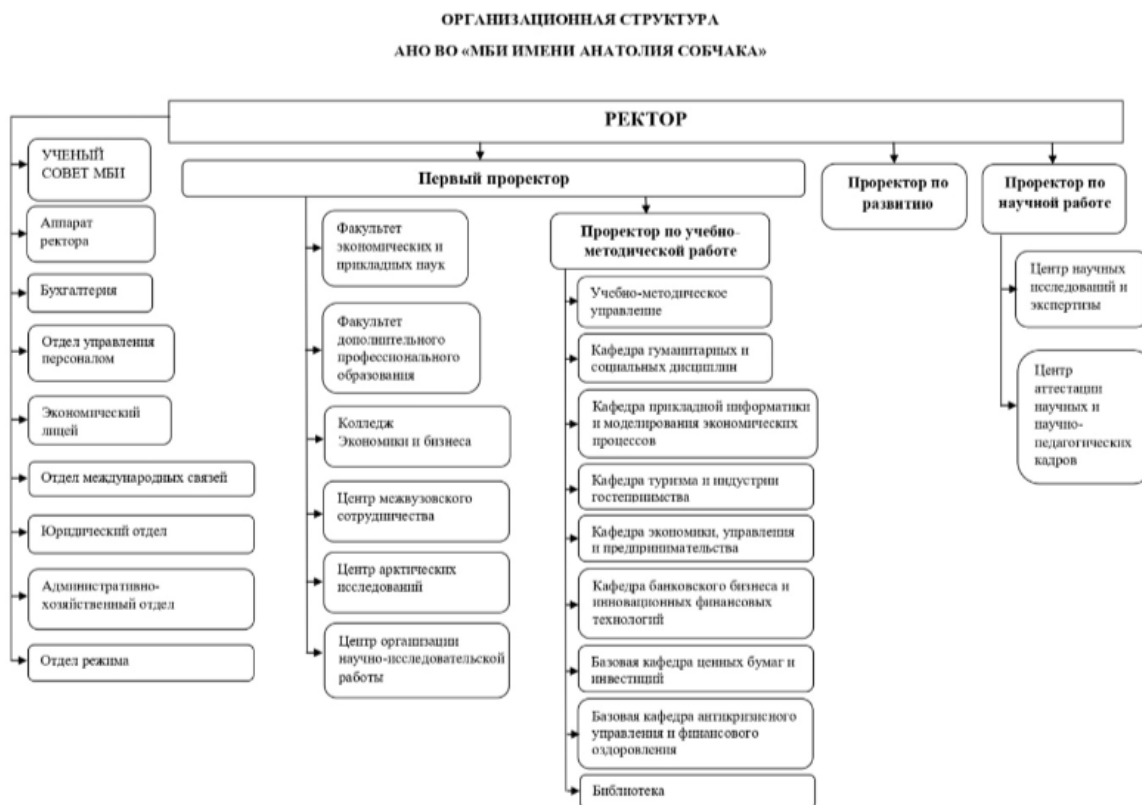 ОРГАНИЗАЦИОННАЯ СТРУКТУРА
АНО ВО «МБИ ИМЕНИ АНАТОЛИЯ СОБЧАКА»
РЕКТОР
УЧЕНЫЙ
СОВЕТ МБИ
Аппарат
ректора
Бухгалтерия
Отдел управления
персоналом
Экономический
лицей
Отдел международных связей
Юридический отдел
Административно-
хозяйственный отдел
Отдел режима
Первый проректор
Факультет
экономических и
прикладных наук
Факультет
дополнительного
профессионального
образования
Колледж
Экономики и бизнеса
Центр межвузовского
сотрудничества
Центр арктических
исследований
Центр организации
научно-исследовательской
работы
Проректор по учебно-
методической работе
Учебно-методическое
управление
Кафедра гуманитарных и
социальных дисциплин
Кафедра прикладной информатики
и моделирования экономических
процессов
Кафедра туризма и индустрии
гостеприимства
Кафедра экономики, управления
и предпринимательства
Кафедра банковского бизнеса и
инновационных финансовых
технологий
Базовая кафедра ценных бумаг и
инвестиций
Базовая кафедра антикризисного
управления и финансового
оздоровления
Библиотека
Проректор по
развитию
Проректор по
научной работе
Центр научных
исследований и
экспертизы
Центр
аттестации
научных и
научно-
педагогических
кадров